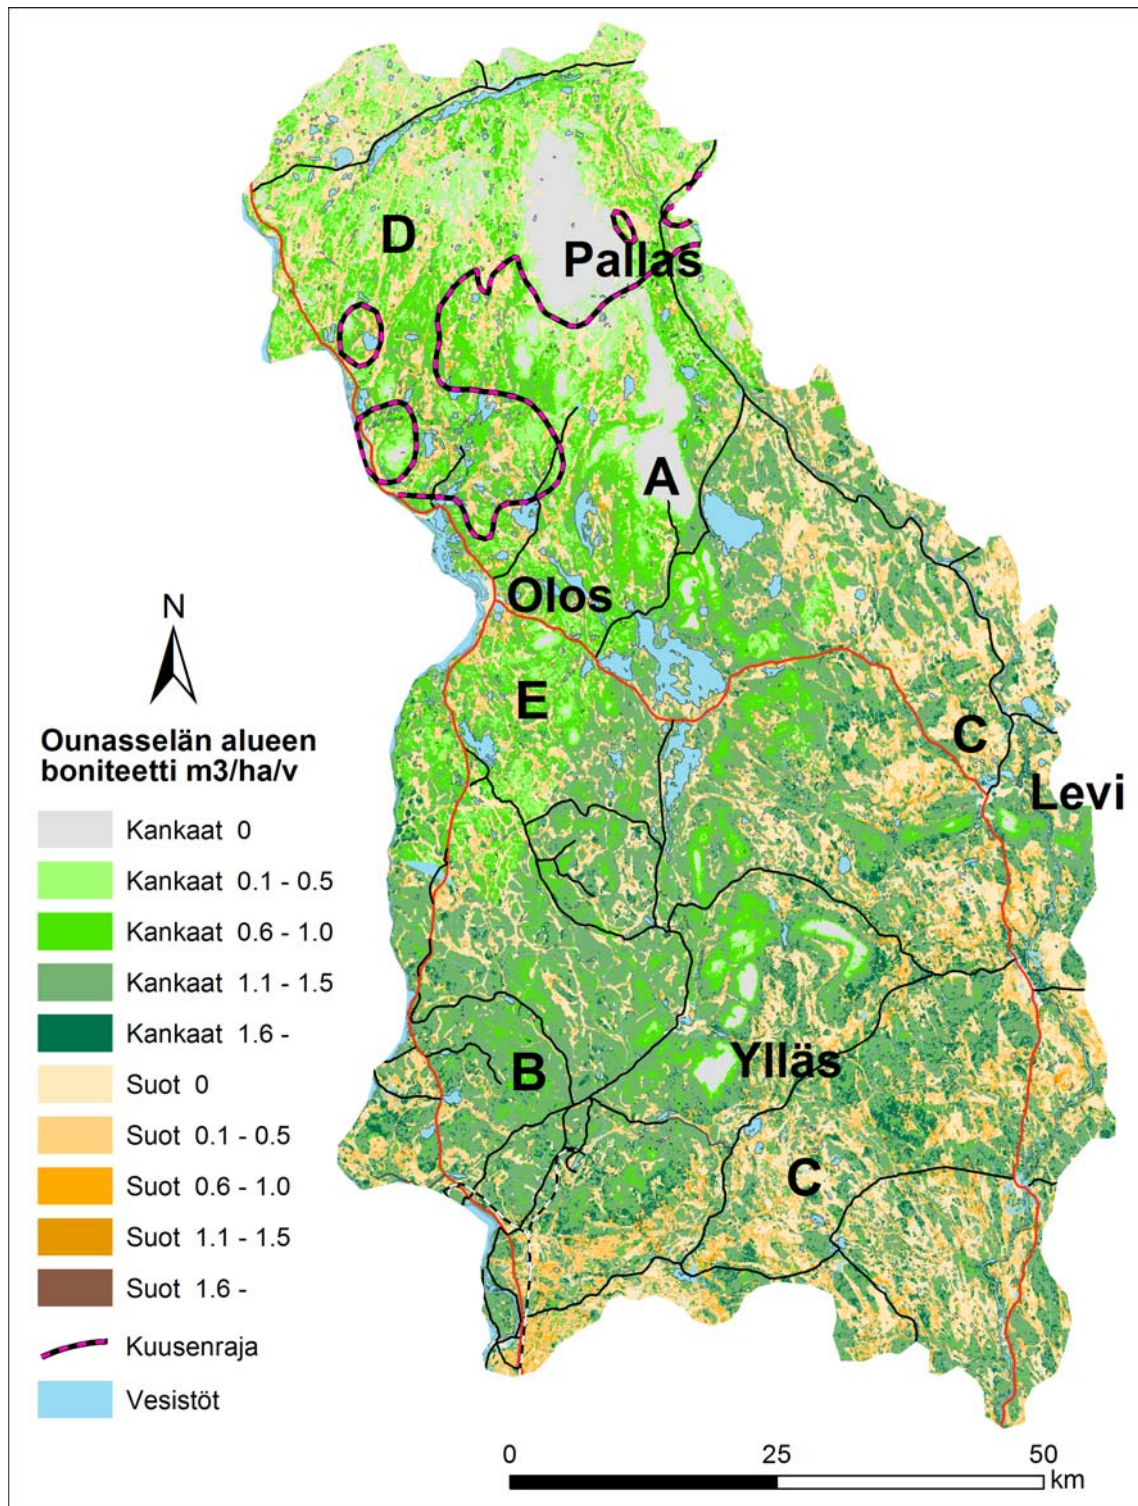 D
Pallas
A
Olos
E
C
Levi
N
Ounasselän alueen
boniteetti m3/ha/v
Kankaat 0
Kankaat 0.1 - 0.5
Kankaat 0.6 - 1.0
Kankaat 1.1 - 1.5
Kankaat 1.6 -
Suot 0
Suot 0.1 - 0.5
Suot 0.6 - 1.0
Suot 1.1 - 1.5
Suot 1.6 -
Kuusenraja
Vesistöt
B
Ylläs
C
0 25 50
km